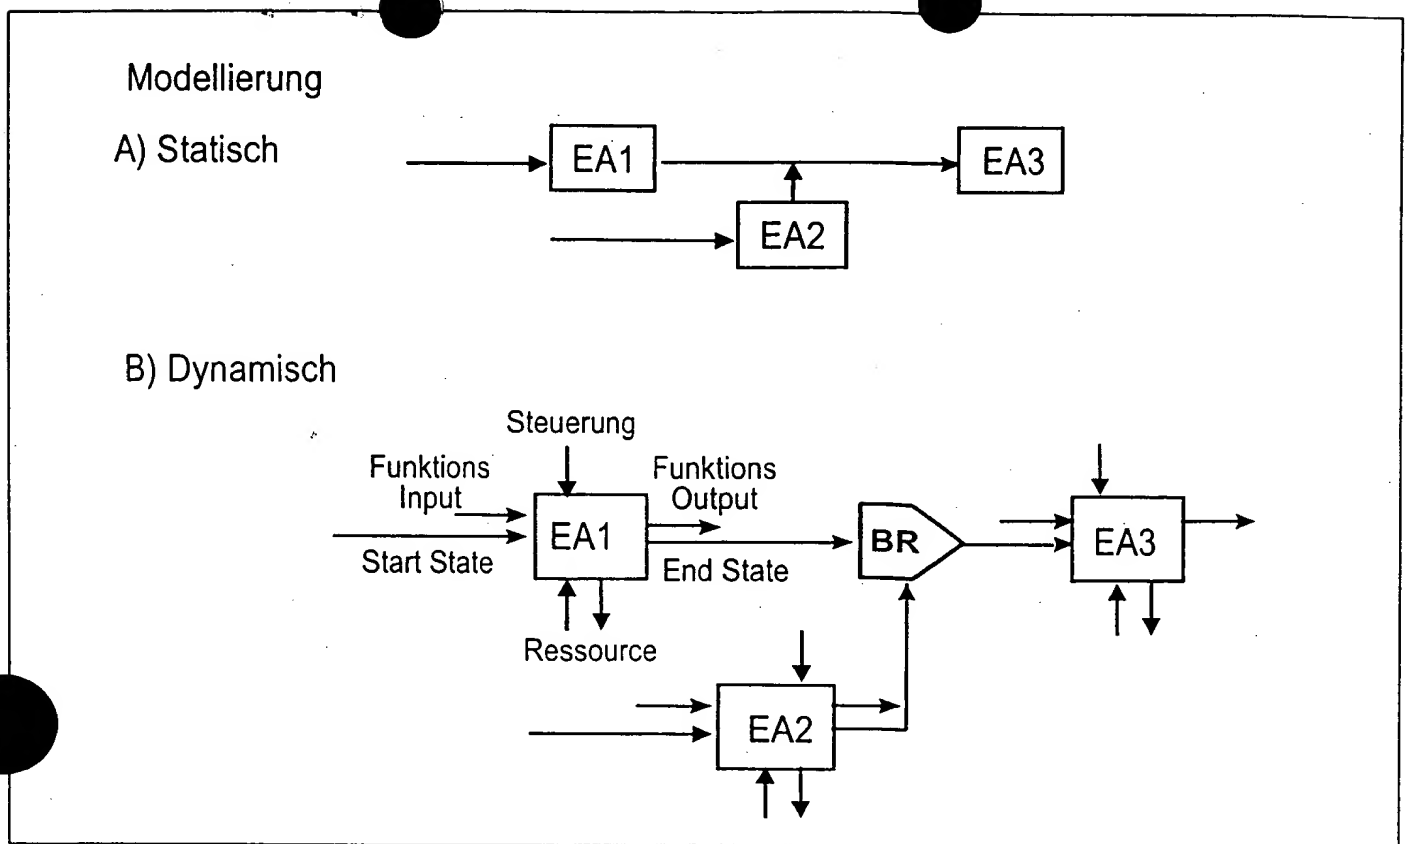 Modellierung
A) Statisch
EA1
EA3
EA2
B) Dynamisch
Steuerung
Funktions
Input
Funktions
Output
EA1
BR
EA3
Start State
End State
Ressource
EA2